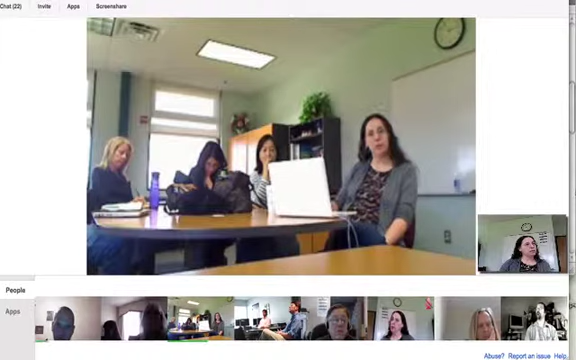 Chat (22) Invite Apps Screenshare
People
Apps
Abuse? Report an issue Help